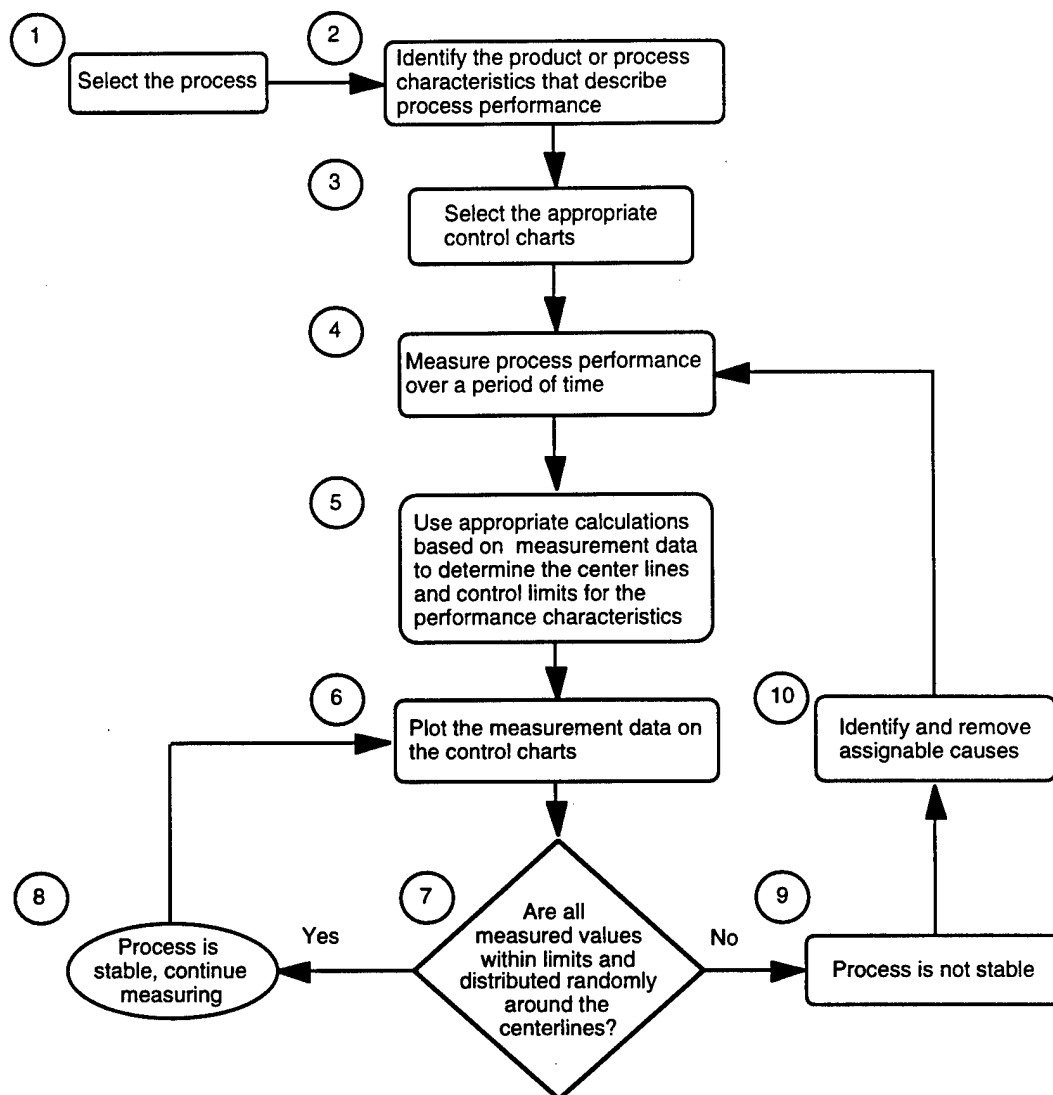 1
Select the process
2
Identify the product or process
characteristics that describe
process performance
3
Select the appropriate
control charts
4
Measure process performance
over a period of time
5
Use appropriate calculations
based on measurement data
to determine the center lines
and control limits for the
performance characteristics
6
Plot the measurement data on
the control charts
7
Are all
measured values
within limits and
distributed randomly
around the
centerlines?
Yes
8
Process is
stable, continue
measuring
No
9
Process is not stable
10
Identify and remove
assignable causes